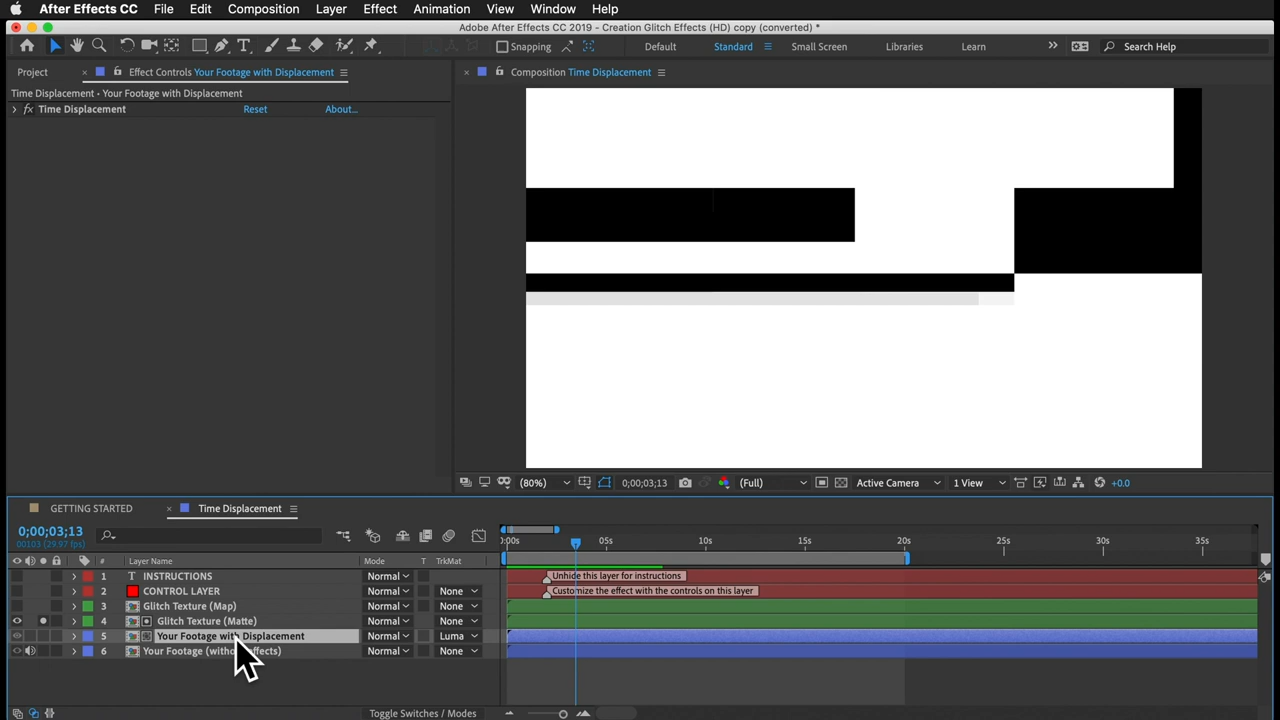 After Effects CC File Edit Composition Layer Effect Animation View Window Help
Adobe After Effects CC 2019 - Creation Glitch Effects (HD) copy (converted) *
Snapping Default Standard Small Screen Libraries Learn Search Help
Project Effect Controls Your Footage with Displacement Composition Time Displacement
Time Displacement • Your Footage with Displacement
fx Time Displacement Reset About...
(80%) 0;00;03;13 (Full) Active Camera 1 View +0.0
GETTING STARTED Time Displacement
0;00;03;13
00103 (29.97 fps)
# Layer Name Mode T TrkMat 0:00s 05s 10s 15s 20s 25s 30s 35s
1 T INSTRUCTIONS Normal Unhide this layer for instructions
2 CONTROL LAYER Normal None Customize the effect with the controls on this layer
3 Glitch Texture (Map) Normal None
4 Glitch Texture (Matte) Normal None
5 Your Footage with Displacement Normal Luma
6 Your Footage (without effects) Normal None
Toggle Switches / Modes